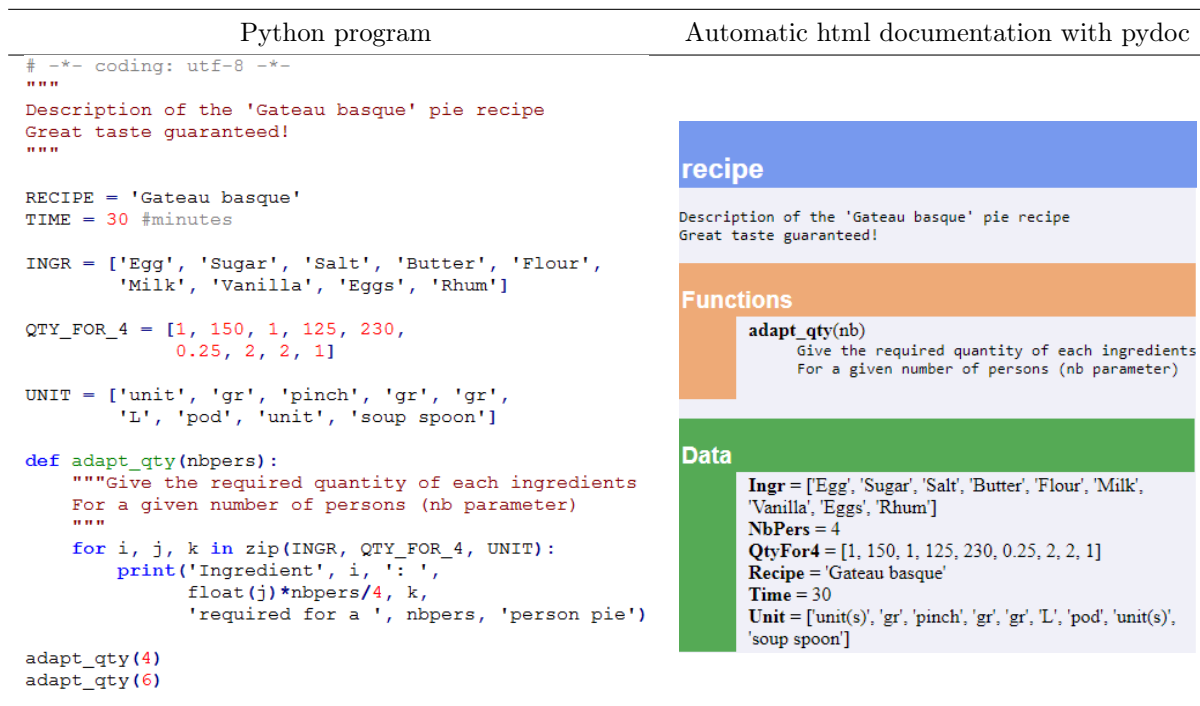 Python program
Automatic html documentation with pydoc
# -*- coding: utf-8 -*-
"""
Description of the 'Gateau basque' pie recipe
Great taste guaranteed!
"""
RECIPE = 'Gateau basque'
TIME = 30 #minutes
INGR = ['Egg', 'Sugar', 'Salt', 'Butter', 'Flour',
'Milk', 'Vanilla', 'Eggs', 'Rhum']
QTY_FOR_4 = [1, 150, 1, 125, 230,
0.25, 2, 2, 1]
UNIT = ['unit', 'gr', 'pinch', 'gr', 'gr',
'L', 'pod', 'unit', 'soup spoon']
def adapt_qty(nbpers):
"""Give the required quantity of each ingredients
For a given number of persons (nb parameter)
"""
for i, j, k in zip(INGR, QTY_FOR_4, UNIT):
print('Ingredient', i, ': ',
float(j)*nbpers/4, k,
'required for a ', nbpers, 'person pie')
adapt_qty(4)
adapt_qty(6)
recipe
Description of the 'Gateau basque' pie recipe
Great taste guaranteed!
Functions
adapt_qty(nb)
Give the required quantity of each ingredients
For a given number of persons (nb parameter)
Data
Ingr = ['Egg', 'Sugar', 'Salt', 'Butter', 'Flour', 'Milk',
'Vanilla', 'Eggs', 'Rhum']
NbPers = 4
QtyFor4 = [1, 150, 1, 125, 230, 0.25, 2, 2, 1]
Recipe = 'Gateau basque'
Time = 30
Unit = ['unit(s)', 'gr', 'pinch', 'gr', 'gr', 'L', 'pod', 'unit(s)',
'soup spoon']